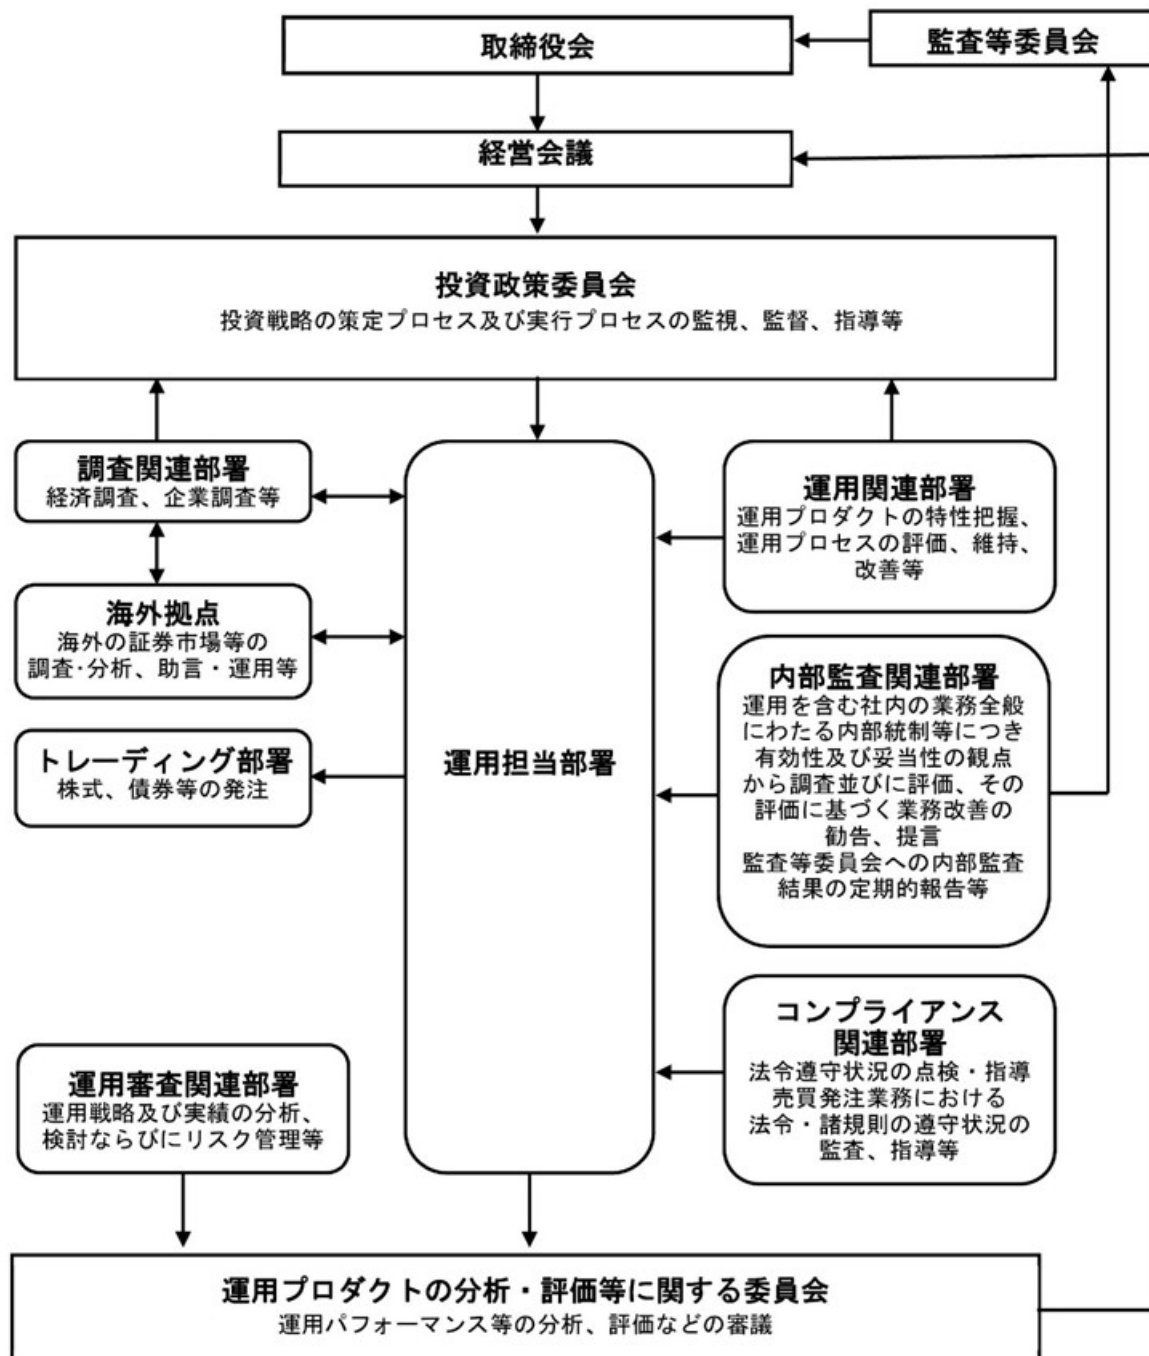 取締役会
監査等委員会
経営会議
投資政策委員会
投資戦略の策定プロセス及び実行プロセスの監視、監督、指導等
調査関連部署
経済調査、企業調査等
海外拠点
海外の証券市場等の
調査・分析、助言・運用等
トレーディング部署
株式、債券等の発注
運用審査関連部署
運用戦略及び実績の分析、
検討ならびにリスク管理等
運用担当部署
運用関連部署
運用プロダクトの特性把握、
運用プロセスの評価、維持、
改善等
内部監査関連部署
運用を含む社内の業務全般
にわたる内部統制等につき
有効性及び妥当性の観点
から調査並びに評価、その
評価に基づく業務改善の
勧告、提言
監査等委員会への内部監査
結果の定期的報告等
コンプライアンス
関連部署
法令遵守状況の点検・指導
売買発注業務における
法令・諸規則の遵守状況の
監査、指導等
運用プロダクトの分析・評価等に関する委員会
運用パフォーマンス等の分析、評価などの審議